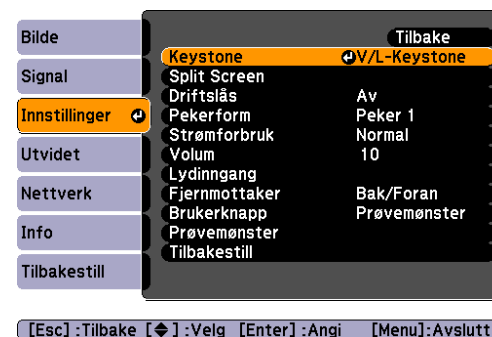 Bilde
Signal
Innstillinger
Utvidet
Nettverk
Info
Tilbakestill
Tilbake
Keystone V/L-Keystone
Split Screen
Driftslås Av
Pekerform Peker 1
Strømforbruk Normal
Volum 10
Lydinngang
Fjernmottaker Bak/Foran
Brukerknapp Prøvemønster
Prøvemønster
Tilbakestill
[Esc] :Tilbake [◆] :Velg [Enter] :Angi [Menu]:Avslutt